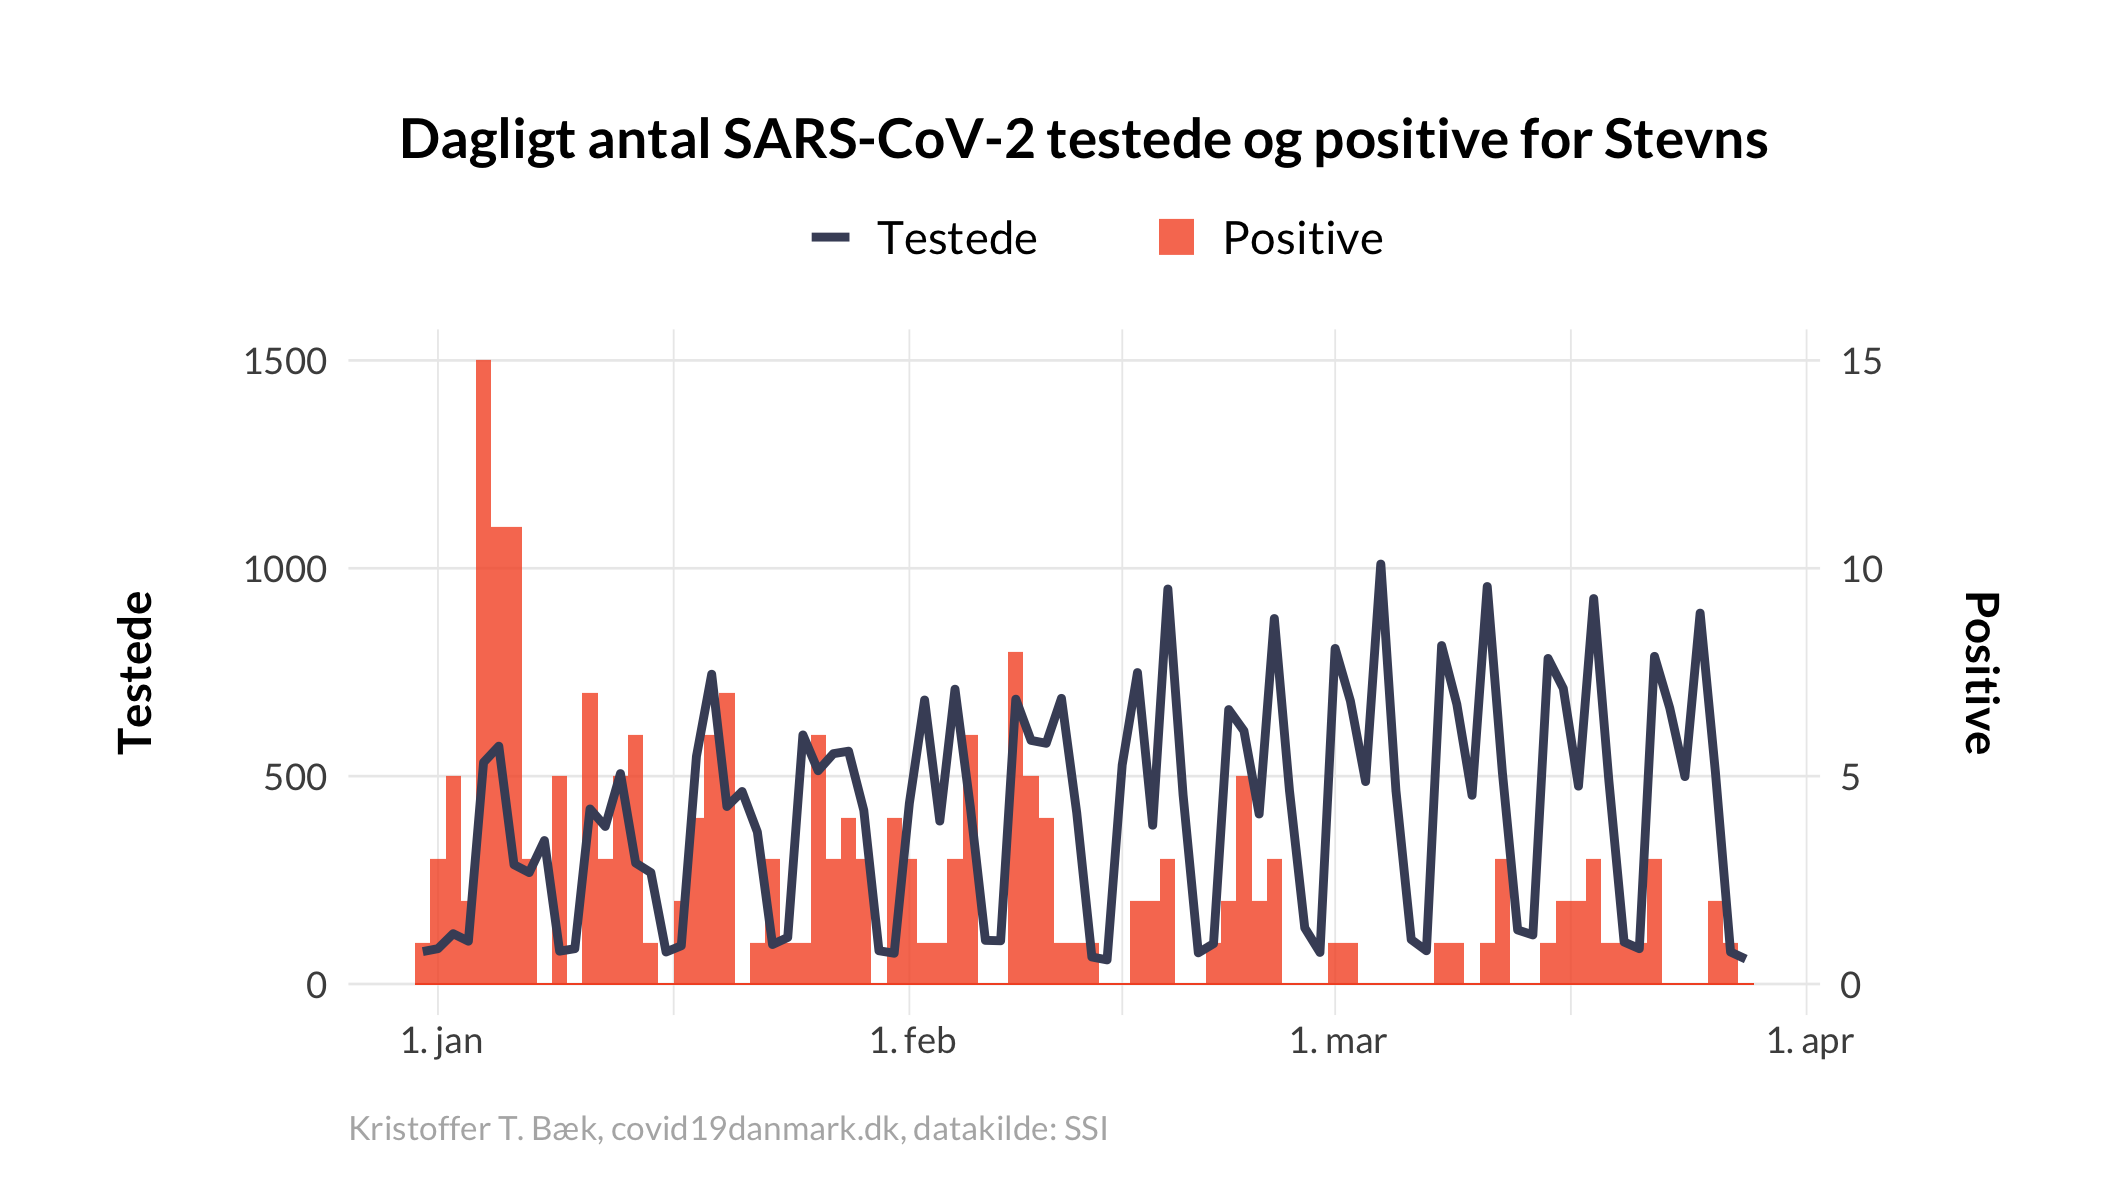 Dagligt antal SARS-CoV-2 testede og positive for Stevns
Testede Positive
1500 15
1000 10
500 5
0 0
Testede
Positive
1. jan 1. feb 1. mar 1. apr
Kristoffer T. Bæk, covid19danmark.dk, datakilde: SSI